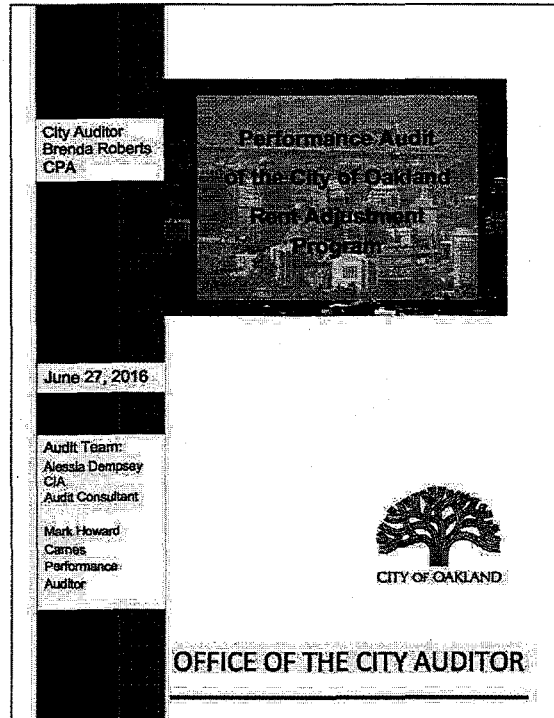 City Auditor
Brenda Roberts
CPA
Performance Audit
of the City of Oakland
Rent Adjustment
Program
June 27, 2016
Audit Team:
Alessia Dempsey
CIA
Audit Consultant
Mark Howard
Carnes
Performance
Auditor
CITY OF OAKLAND
OFFICE OF THE CITY AUDITOR